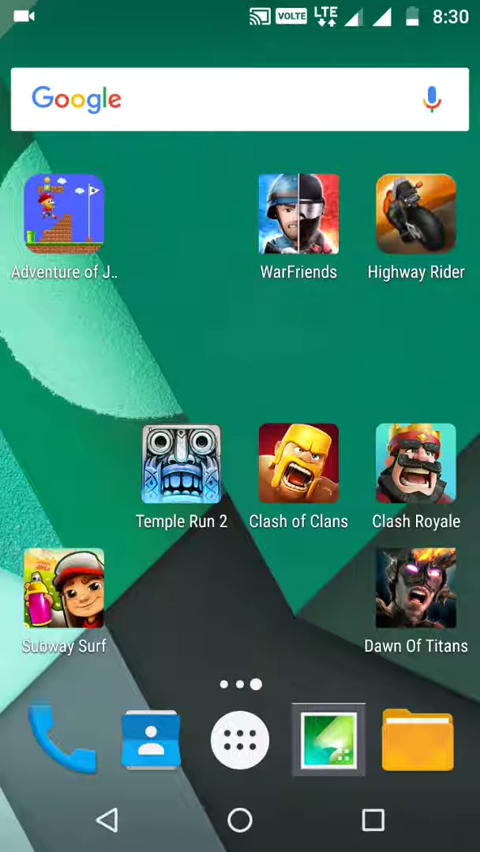 VOLTE LTE 8:30
Google
Adventure of J..
WarFriends
Highway Rider
Temple Run 2
Clash of Clans
Clash Royale
Subway Surf
Dawn Of Titans